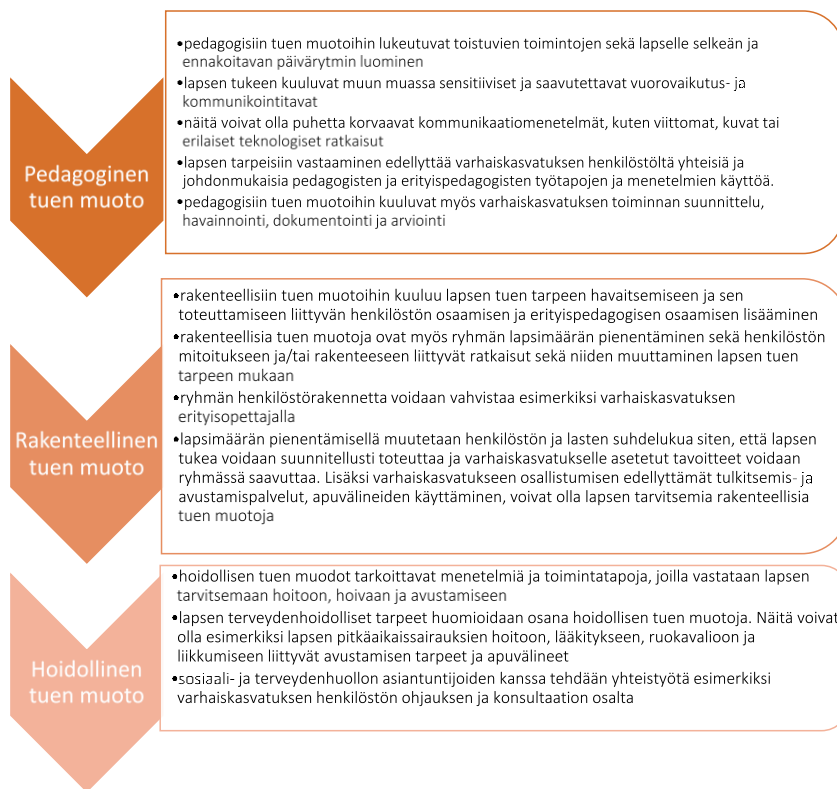 Pedagoginen
tuen muoto
•pedagogisiin tuen muotoihin lukeutuvat toistuvien toimintojen sekä lapselle selkeän ja
ennakoitavan päivärytmin luominen
•lapsen tukeen kuuluvat muun muassa sensitiiviset ja saavutettavat vuorovaikutus- ja
kommunikointitavat
•näitä voivat olla puhetta korvaavat kommunikaatiomenetelmät, kuten viittomat, kuvat tai
erilaiset teknologiset ratkaisut
•lapsen tarpeisiin vastaaminen edellyttää varhaiskasvatuksen henkilöstöltä yhteisiä ja
johdonmukaisia pedagogisten ja erityispedagogisten työtapojen ja menetelmien käyttöä.
•pedagogisiin tuen muotoihin kuuluvat myös varhaiskasvatuksen toiminnan suunnittelu,
havainnointi, dokumentointi ja arviointi
Rakenteellinen
tuen muoto
•rakenteellisiin tuen muotoihin kuuluu lapsen tuen tarpeen havaitsemiseen ja sen
toteuttamiseen liittyvän henkilöstön osaamisen ja erityispedagogisen osaamisen lisääminen
•rakenteellisia tuen muotoja ovat myös ryhmän lapsimäärän pienentäminen sekä henkilöstön
mitoitukseen ja/tai rakenteeseen liittyvät ratkaisut sekä niiden muuttaminen lapsen tuen
tarpeen mukaan
•ryhmän henkilöstörakennetta voidaan vahvistaa esimerkiksi varhaiskasvatuksen
erityisopettajalla
•lapsimäärän pienentämisellä muutetaan henkilöstön ja lasten suhdelukua siten, että lapsen
tukea voidaan suunnitellusti toteuttaa ja varhaiskasvatukselle asetetut tavoitteet voidaan
ryhmässä saavuttaa. Lisäksi varhaiskasvatukseen osallistumisen edellyttämät tulkitsemis- ja
avustamispalvelut, apuvälineiden käyttäminen, voivat olla lapsen tarvitsemia rakenteellisia
tuen muotoja
Hoidollinen
tuen muoto
•hoidollisen tuen muodot tarkoittavat menetelmiä ja toimintatapoja, joilla vastataan lapsen
tarvitsemaan hoitoon, hoivaan ja avustamiseen
•lapsen terveydenhoidolliset tarpeet huomioidaan osana hoidollisen tuen muotoja. Näitä voivat
olla esimerkiksi lapsen pitkäaikaissairauksien hoitoon, lääkitykseen, ruokavalioon ja
liikkumiseen liittyvät avustamisen tarpeet ja apuvälineet
•sosiaali- ja terveydenhuollon asiantuntijoiden kanssa tehdään yhteistyötä esimerkiksi
varhaiskasvatuksen henkilöstön ohjauksen ja konsultaation osalta